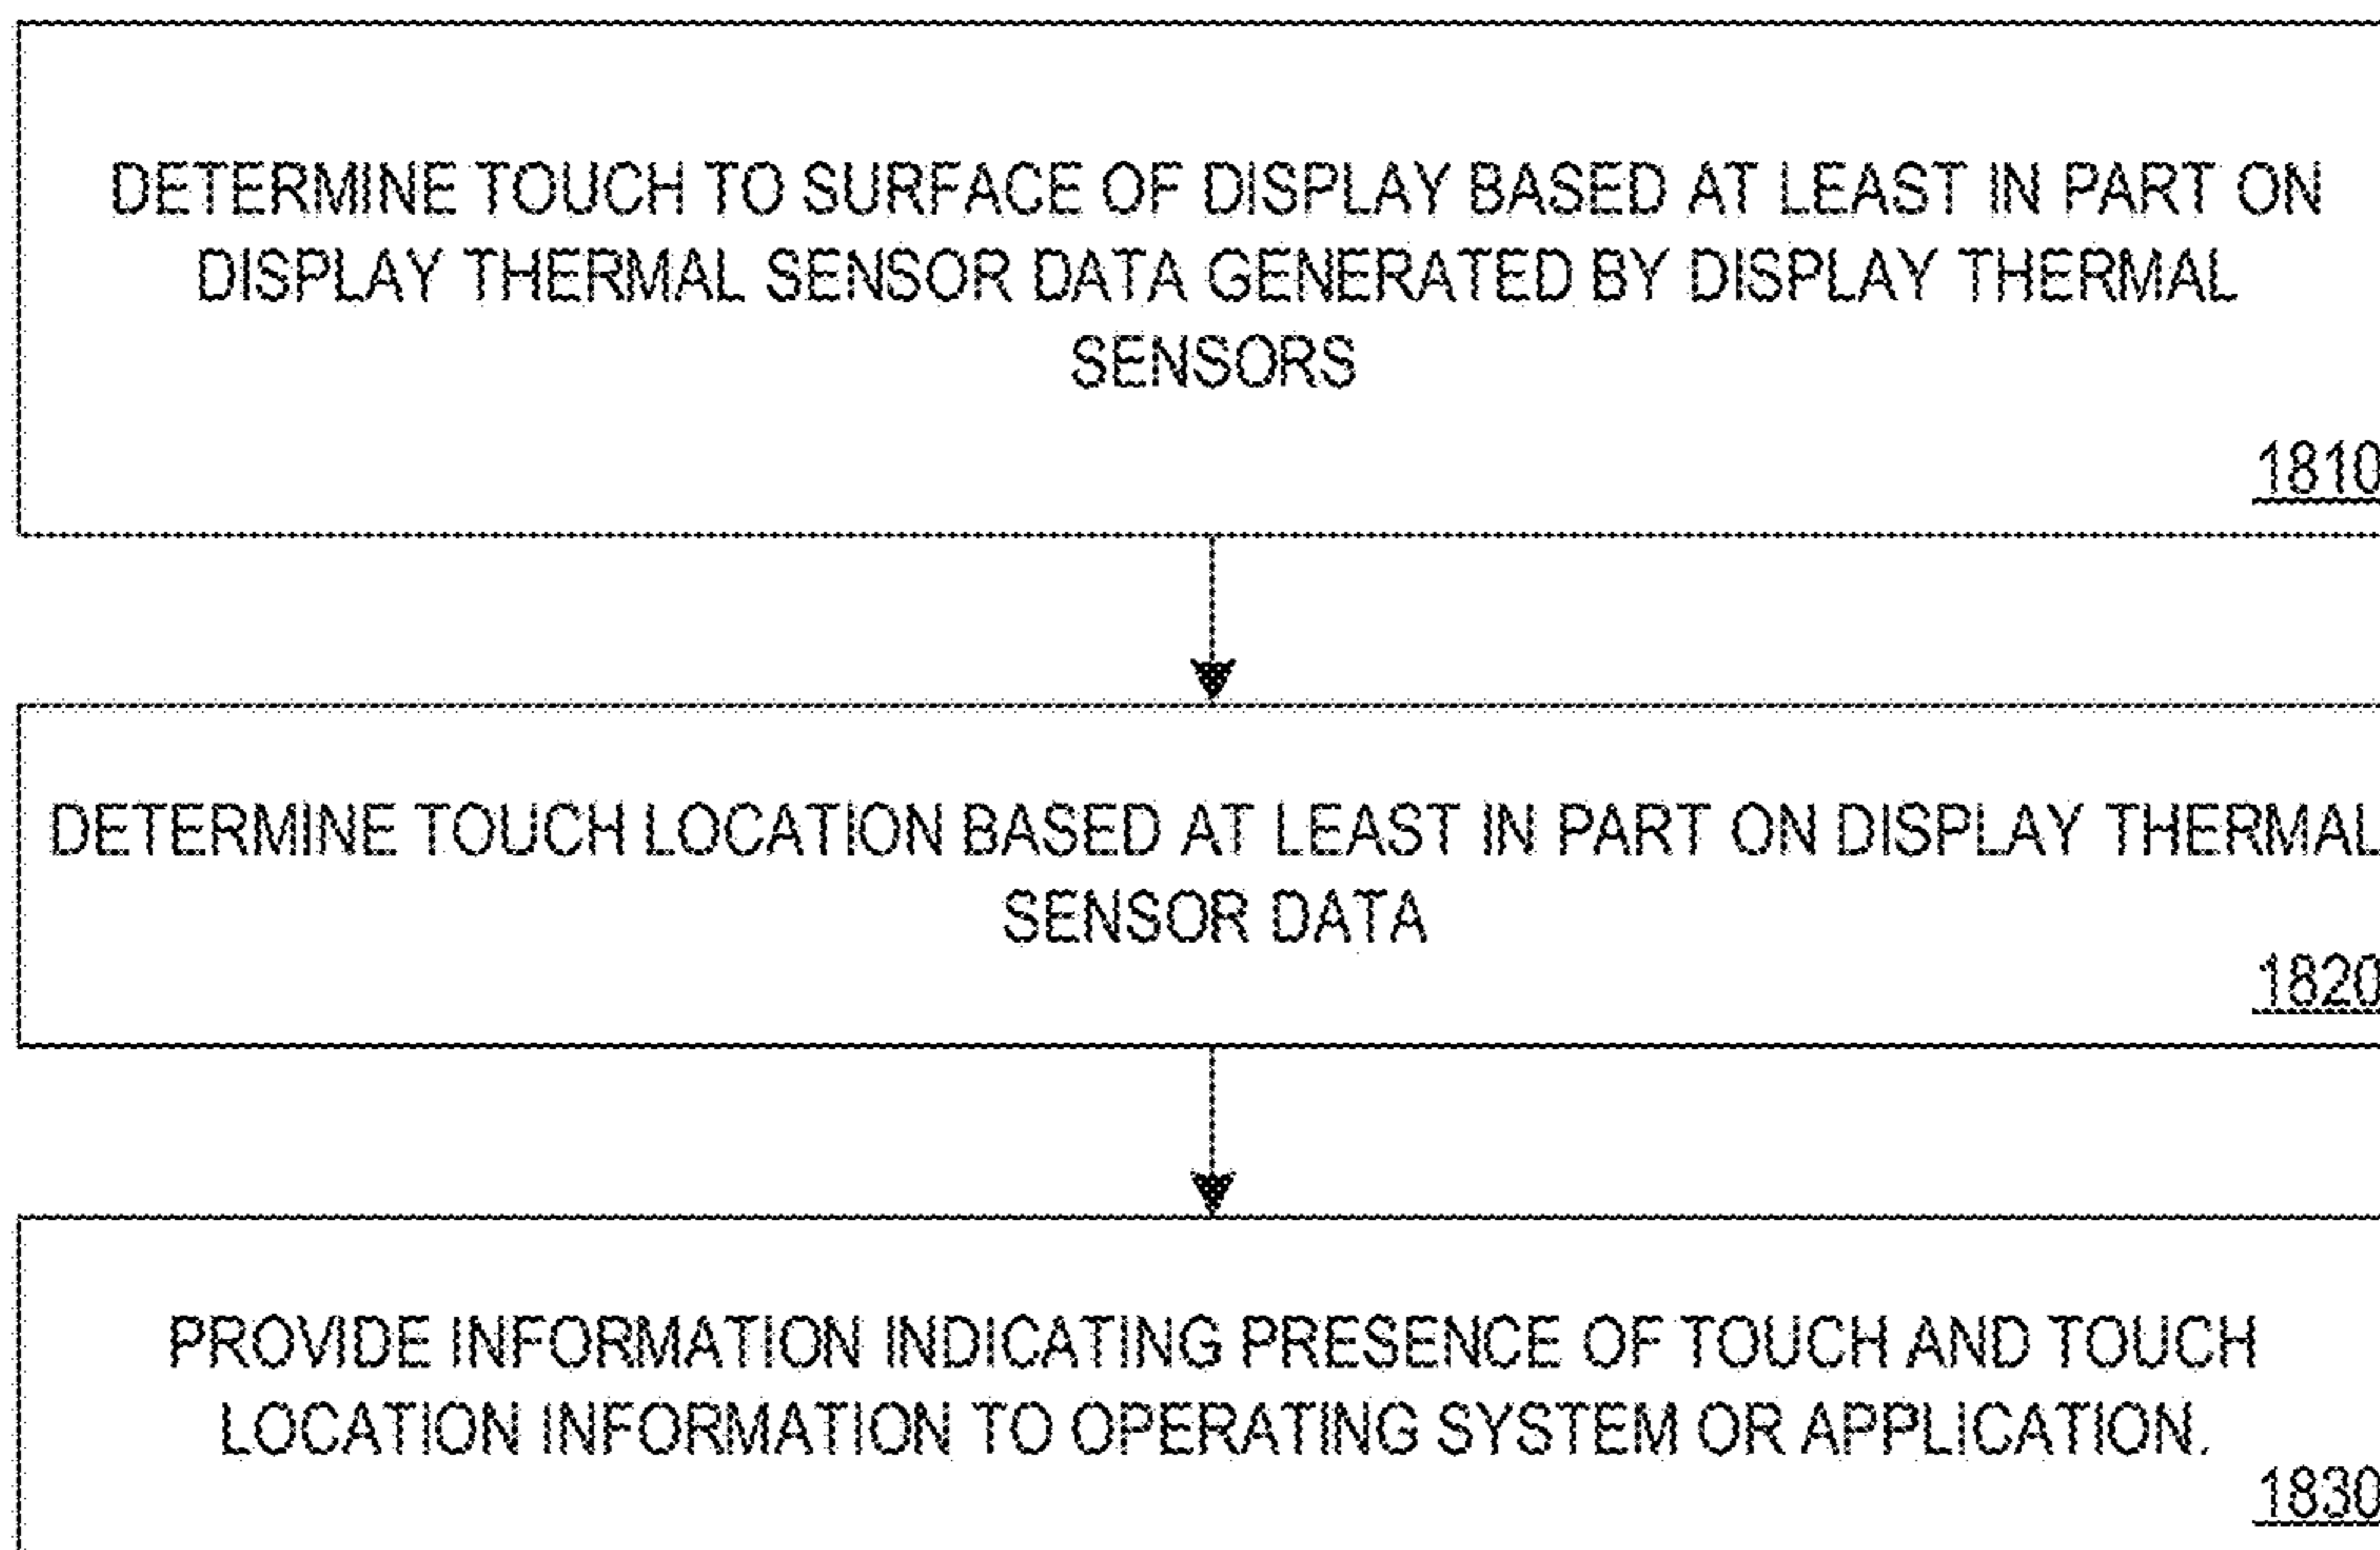 DETERMINE TOUCH TO SURFACE OF DISPLAY BASED AT LEAST IN PART ON
DISPLAY THERMAL SENSOR DATA GENERATED BY DISPLAY THERMAL
SENSORS
1810
DETERMINE TOUCH LOCATION BASED AT LEAST IN PART ON DISPLAY THERMAL
SENSOR DATA
1820
PROVIDE INFORMATION INDICATING PRESENCE OF TOUCH AND TOUCH
LOCATION INFORMATION TO OPERATING SYSTEM OR APPLICATION.
1830